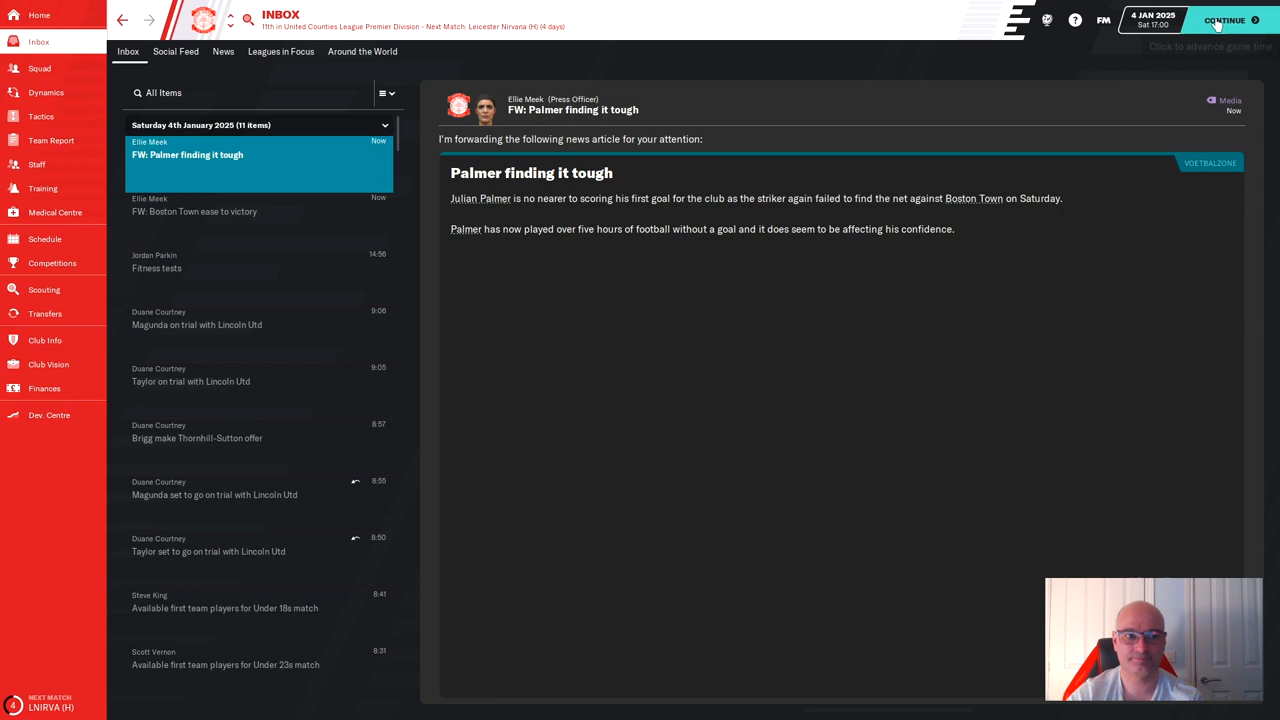 Home
Inbox
Squad
Dynamics
Tactics
Team Report
Staff
Training
Medical Centre
Schedule
Competitions
Scouting
Transfers
Club Info
Club Vision
Finances
Dev. Centre
4
NEXT MATCH
LNIRVA (H)
INBOX
11th in United Counties League Premier Division - Next Match: Leicester Nirvana (H) (4 days)
?
FM
4 JAN 2025
Sat 17:00
CONTINUE
Click to advance game time
Inbox Social Feed News Leagues in Focus Around the World
All Items
Saturday 4th January 2025 (11 items)
Ellie Meek Now
FW: Palmer finding it tough
Ellie Meek Now
FW: Boston Town ease to victory
Jordan Parkin 14:56
Fitness tests
Duane Courtney 9:06
Magunda on trial with Lincoln Utd
Duane Courtney 9:05
Taylor on trial with Lincoln Utd
Duane Courtney 8:57
Brigg make Thornhill-Sutton offer
Duane Courtney 8:55
Magunda set to go on trial with Lincoln Utd
Duane Courtney 8:50
Taylor set to go on trial with Lincoln Utd
Steve King 8:41
Available first team players for Under 18s match
Scott Vernon 8:31
Available first team players for Under 23s match
Ellie Meek (Press Officer)
FW: Palmer finding it tough
Media
Now
I'm forwarding the following news article for your attention:
VOETBALZONE
Palmer finding it tough
Julian Palmer is no nearer to scoring his first goal for the club as the striker again failed to find the net against Boston Town on Saturday.
Palmer has now played over five hours of football without a goal and it does seem to be affecting his confidence.